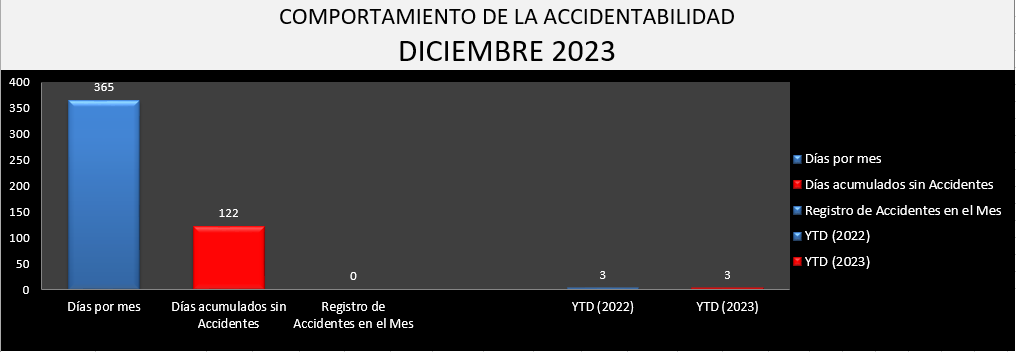 COMPORTAMIENTO DE LA ACCIDENTABILIDAD
DICIEMBRE 2023
400
350
300
250
200
150
100
50
0
365
122
0
3
3
Días por mes
Días acumulados sin
Accidentes
Registro de
Accidentes en el Mes
YTD (2022)
YTD (2023)
Días por mes
Días acumulados sin Accidentes
Registro de Accidentes en el Mes
YTD (2022)
YTD (2023)